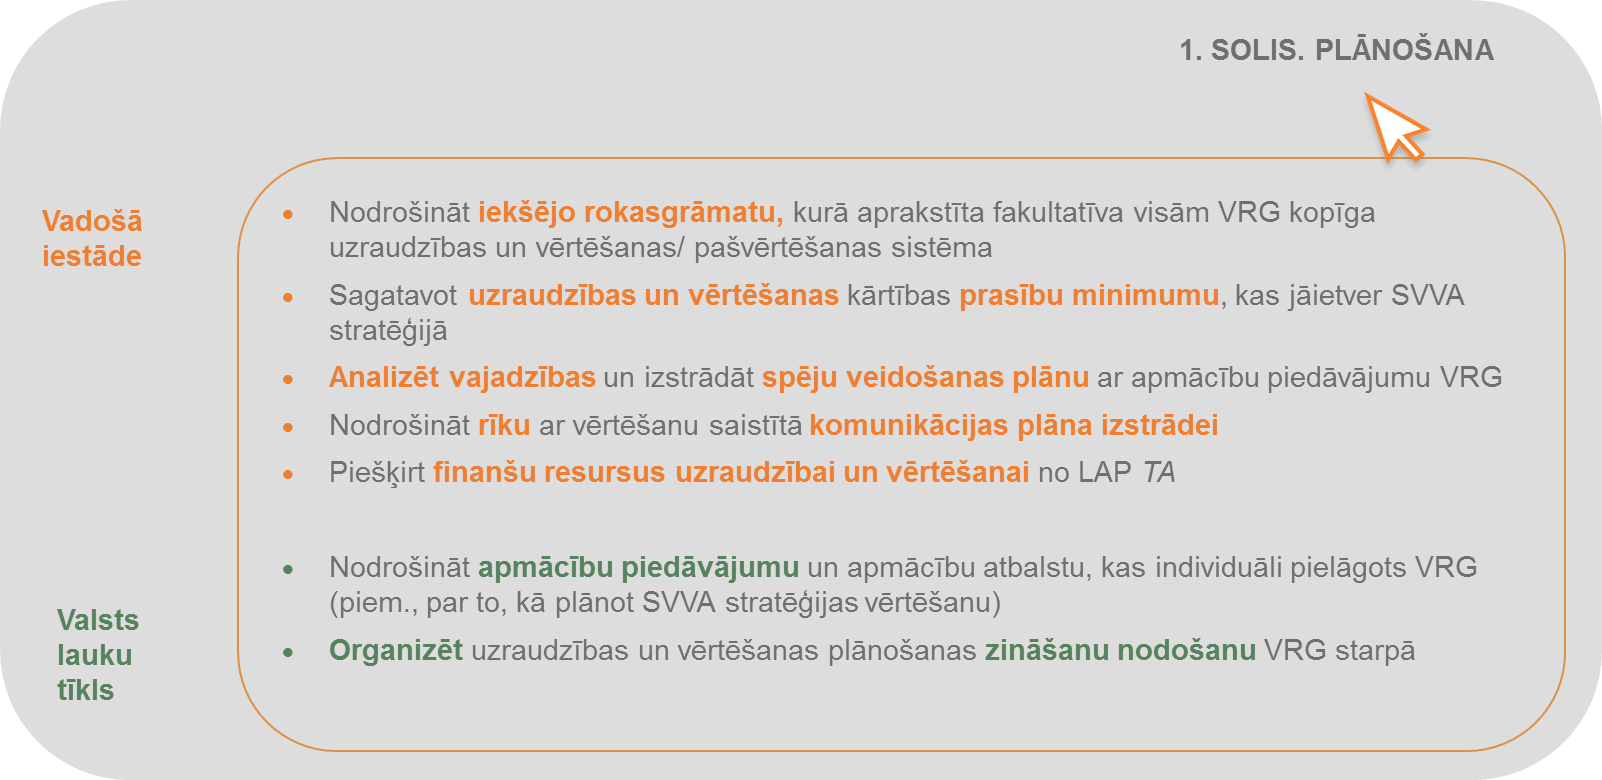 1. SOLIS. PLĀNOŠANA
Vadošā
iestāde
• Nodrošināt iekšējo rokasgrāmatu, kurā aprakstīta fakultatīva visām VRG kopīga
uzraudzības un vērtēšanas/ pašvērtēšanas sistēma
• Sagatavot uzraudzības un vērtēšanas kārtības prasību minimumu, kas jāietver SVVA
stratēģijā
• Analizēt vajadzības un izstrādāt spēju veidošanas plānu ar apmācību piedāvājumu VRG
• Nodrošināt rīku ar vērtēšanu saistītā komunikācijas plāna izstrādei
• Piešķirt finanšu resursus uzraudzībai un vērtēšanai no LAP TA
Valsts
lauku
tīkls
• Nodrošināt apmācību piedāvājumu un apmācību atbalstu, kas individuāli pielāgots VRG
(piem., par to, kā plānot SVVA stratēģijas vērtēšanu)
• Organizēt uzraudzības un vērtēšanas plānošanas zināšanu nodošanu VRG starpā